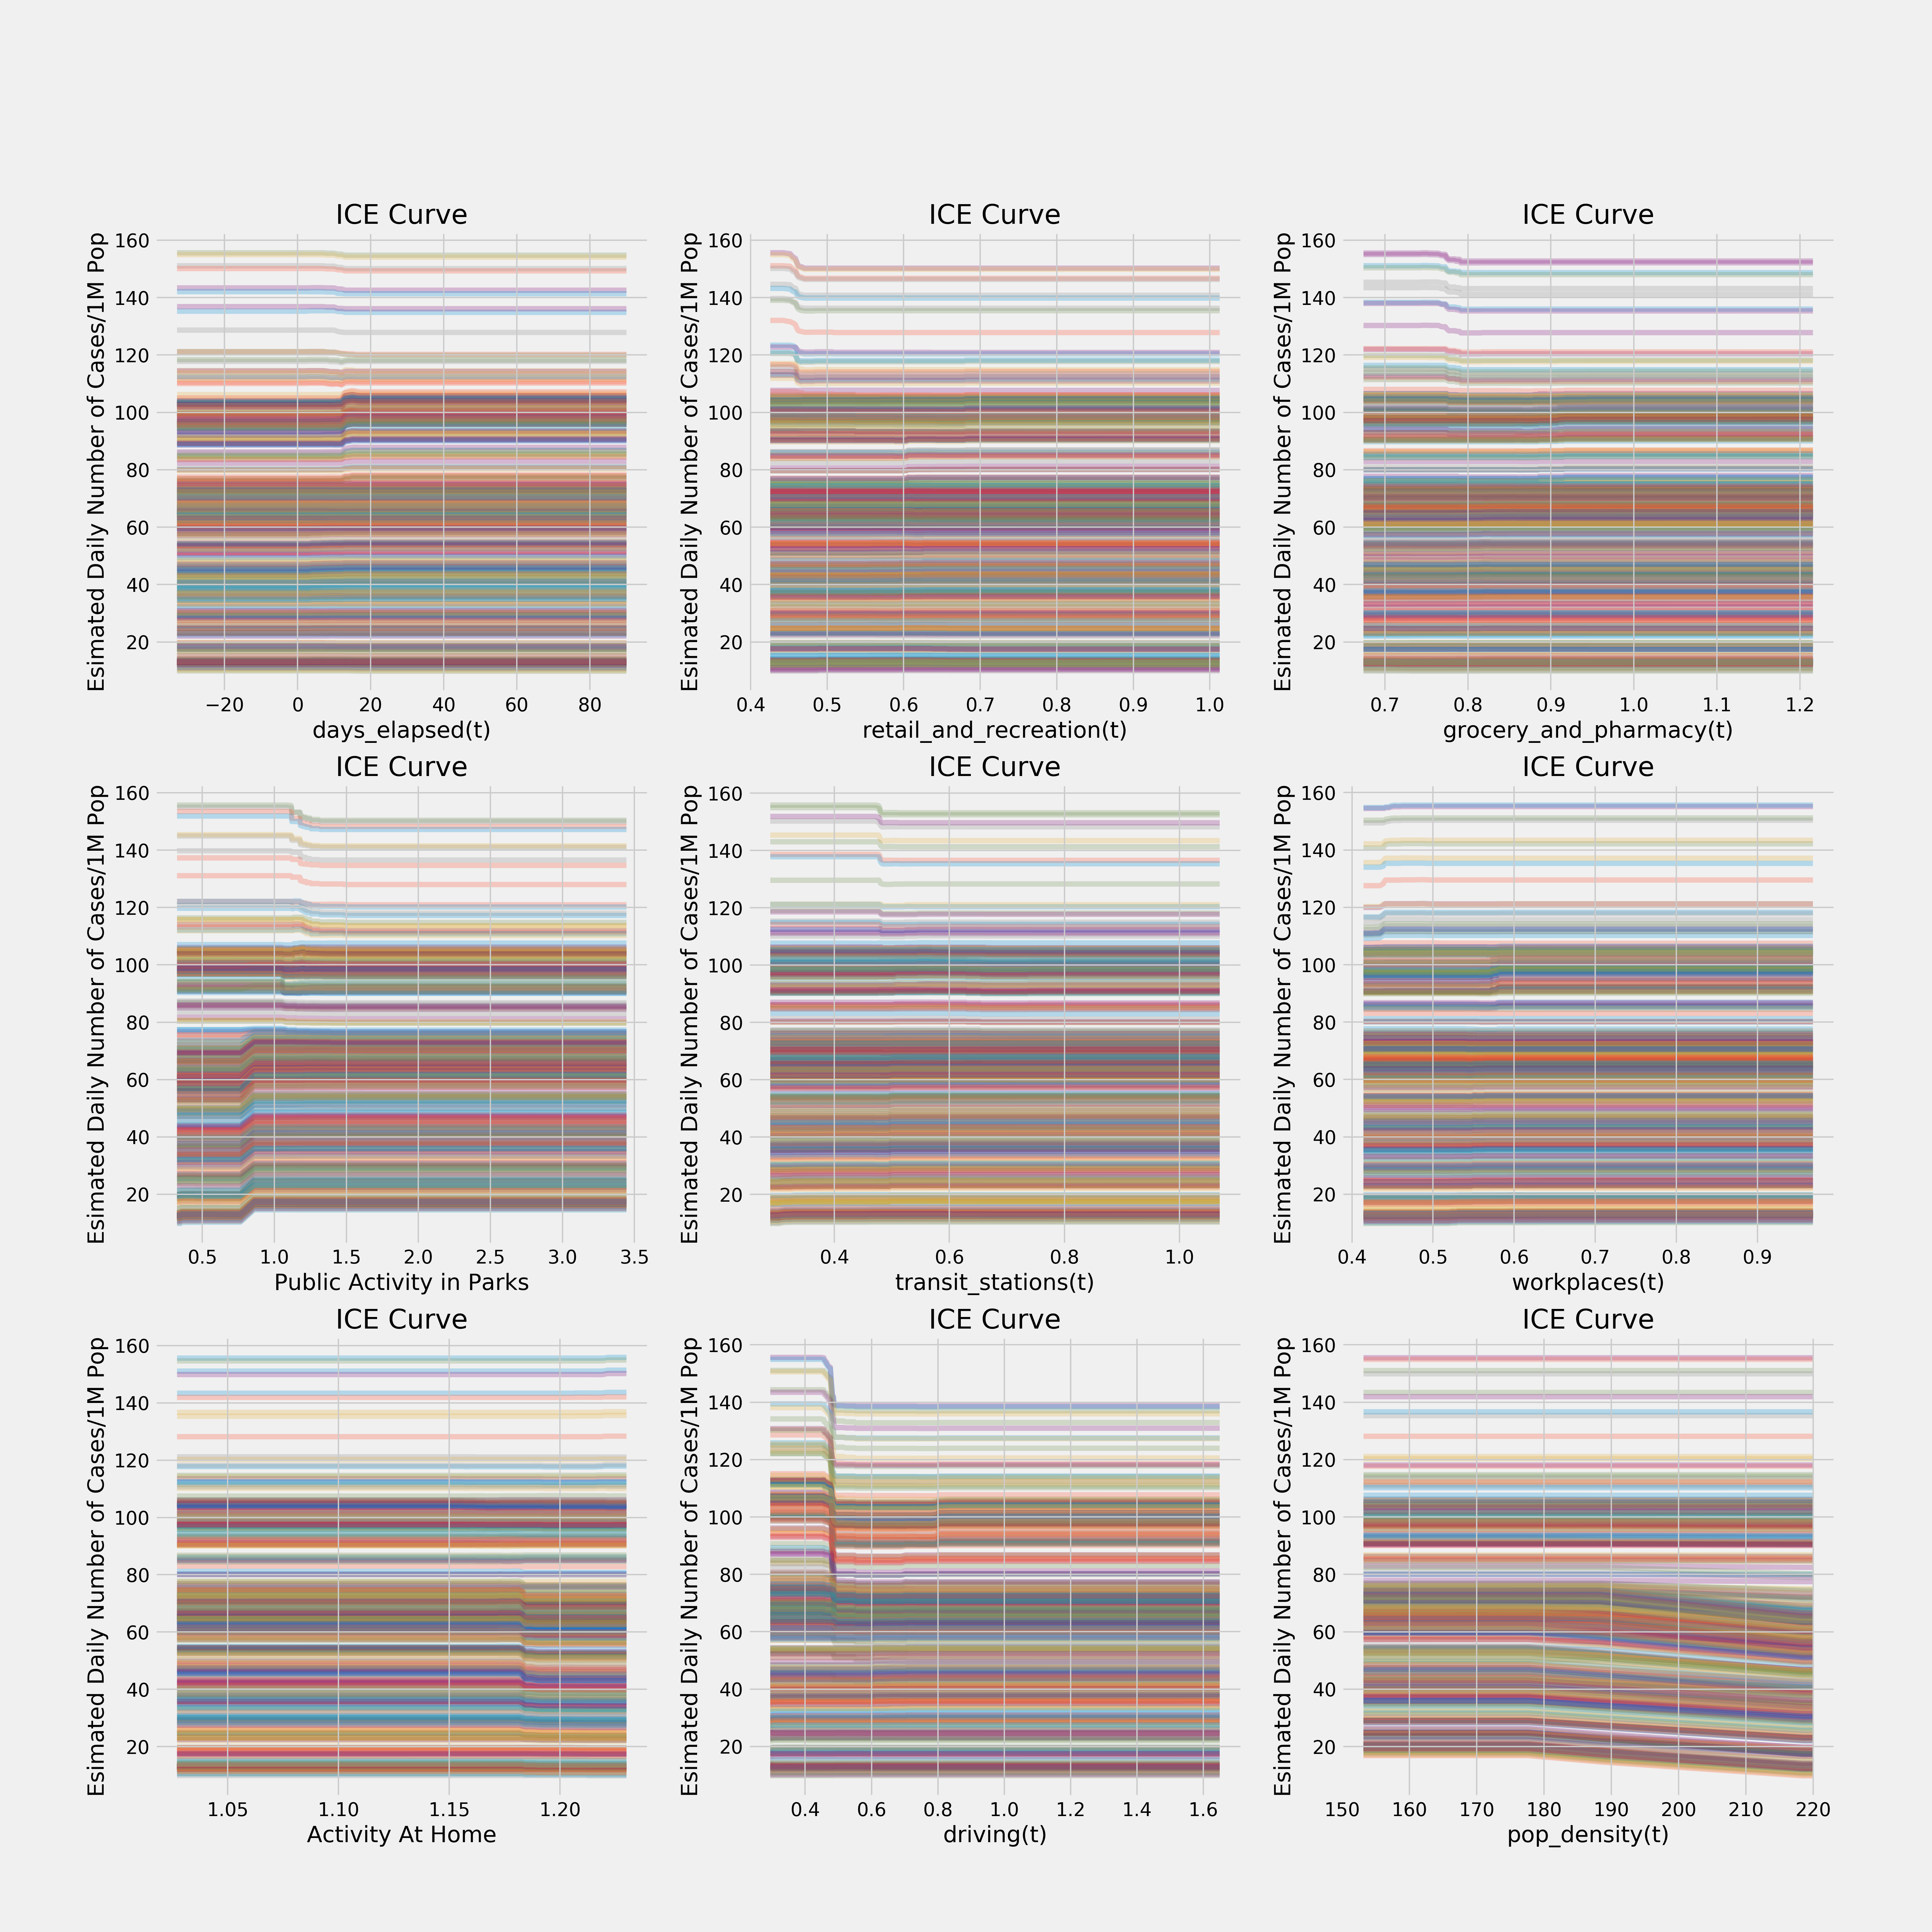 ICE Curve ICE Curve ICE Curve
Esimated Daily Number of Cases/1M Pop
160
140
120
100
80
60
40
20
−20 0 20 40 60 80
days_elapsed(t)
Esimated Daily Number of Cases/1M Pop
160
140
120
100
80
60
40
20
0.4 0.5 0.6 0.7 0.8 0.9 1.0
retail_and_recreation(t)
Esimated Daily Number of Cases/1M Pop
160
140
120
100
80
60
40
20
0.7 0.8 0.9 1.0 1.1 1.2
grocery_and_pharmacy(t)
ICE Curve ICE Curve ICE Curve
Esimated Daily Number of Cases/1M Pop
160
140
120
100
80
60
40
20
0.5 1.0 1.5 2.0 2.5 3.0 3.5
Public Activity in Parks
Esimated Daily Number of Cases/1M Pop
160
140
120
100
80
60
40
20
0.4 0.6 0.8 1.0
transit_stations(t)
Esimated Daily Number of Cases/1M Pop
160
140
120
100
80
60
40
20
0.4 0.5 0.6 0.7 0.8 0.9
workplaces(t)
ICE Curve ICE Curve ICE Curve
Esimated Daily Number of Cases/1M Pop
160
140
120
100
80
60
40
20
1.05 1.10 1.15 1.20
Activity At Home
Esimated Daily Number of Cases/1M Pop
160
140
120
100
80
60
40
20
0.4 0.6 0.8 1.0 1.2 1.4 1.6
driving(t)
Esimated Daily Number of Cases/1M Pop
160
140
120
100
80
60
40
20
150 160 170 180 190 200 210 220
pop_density(t)